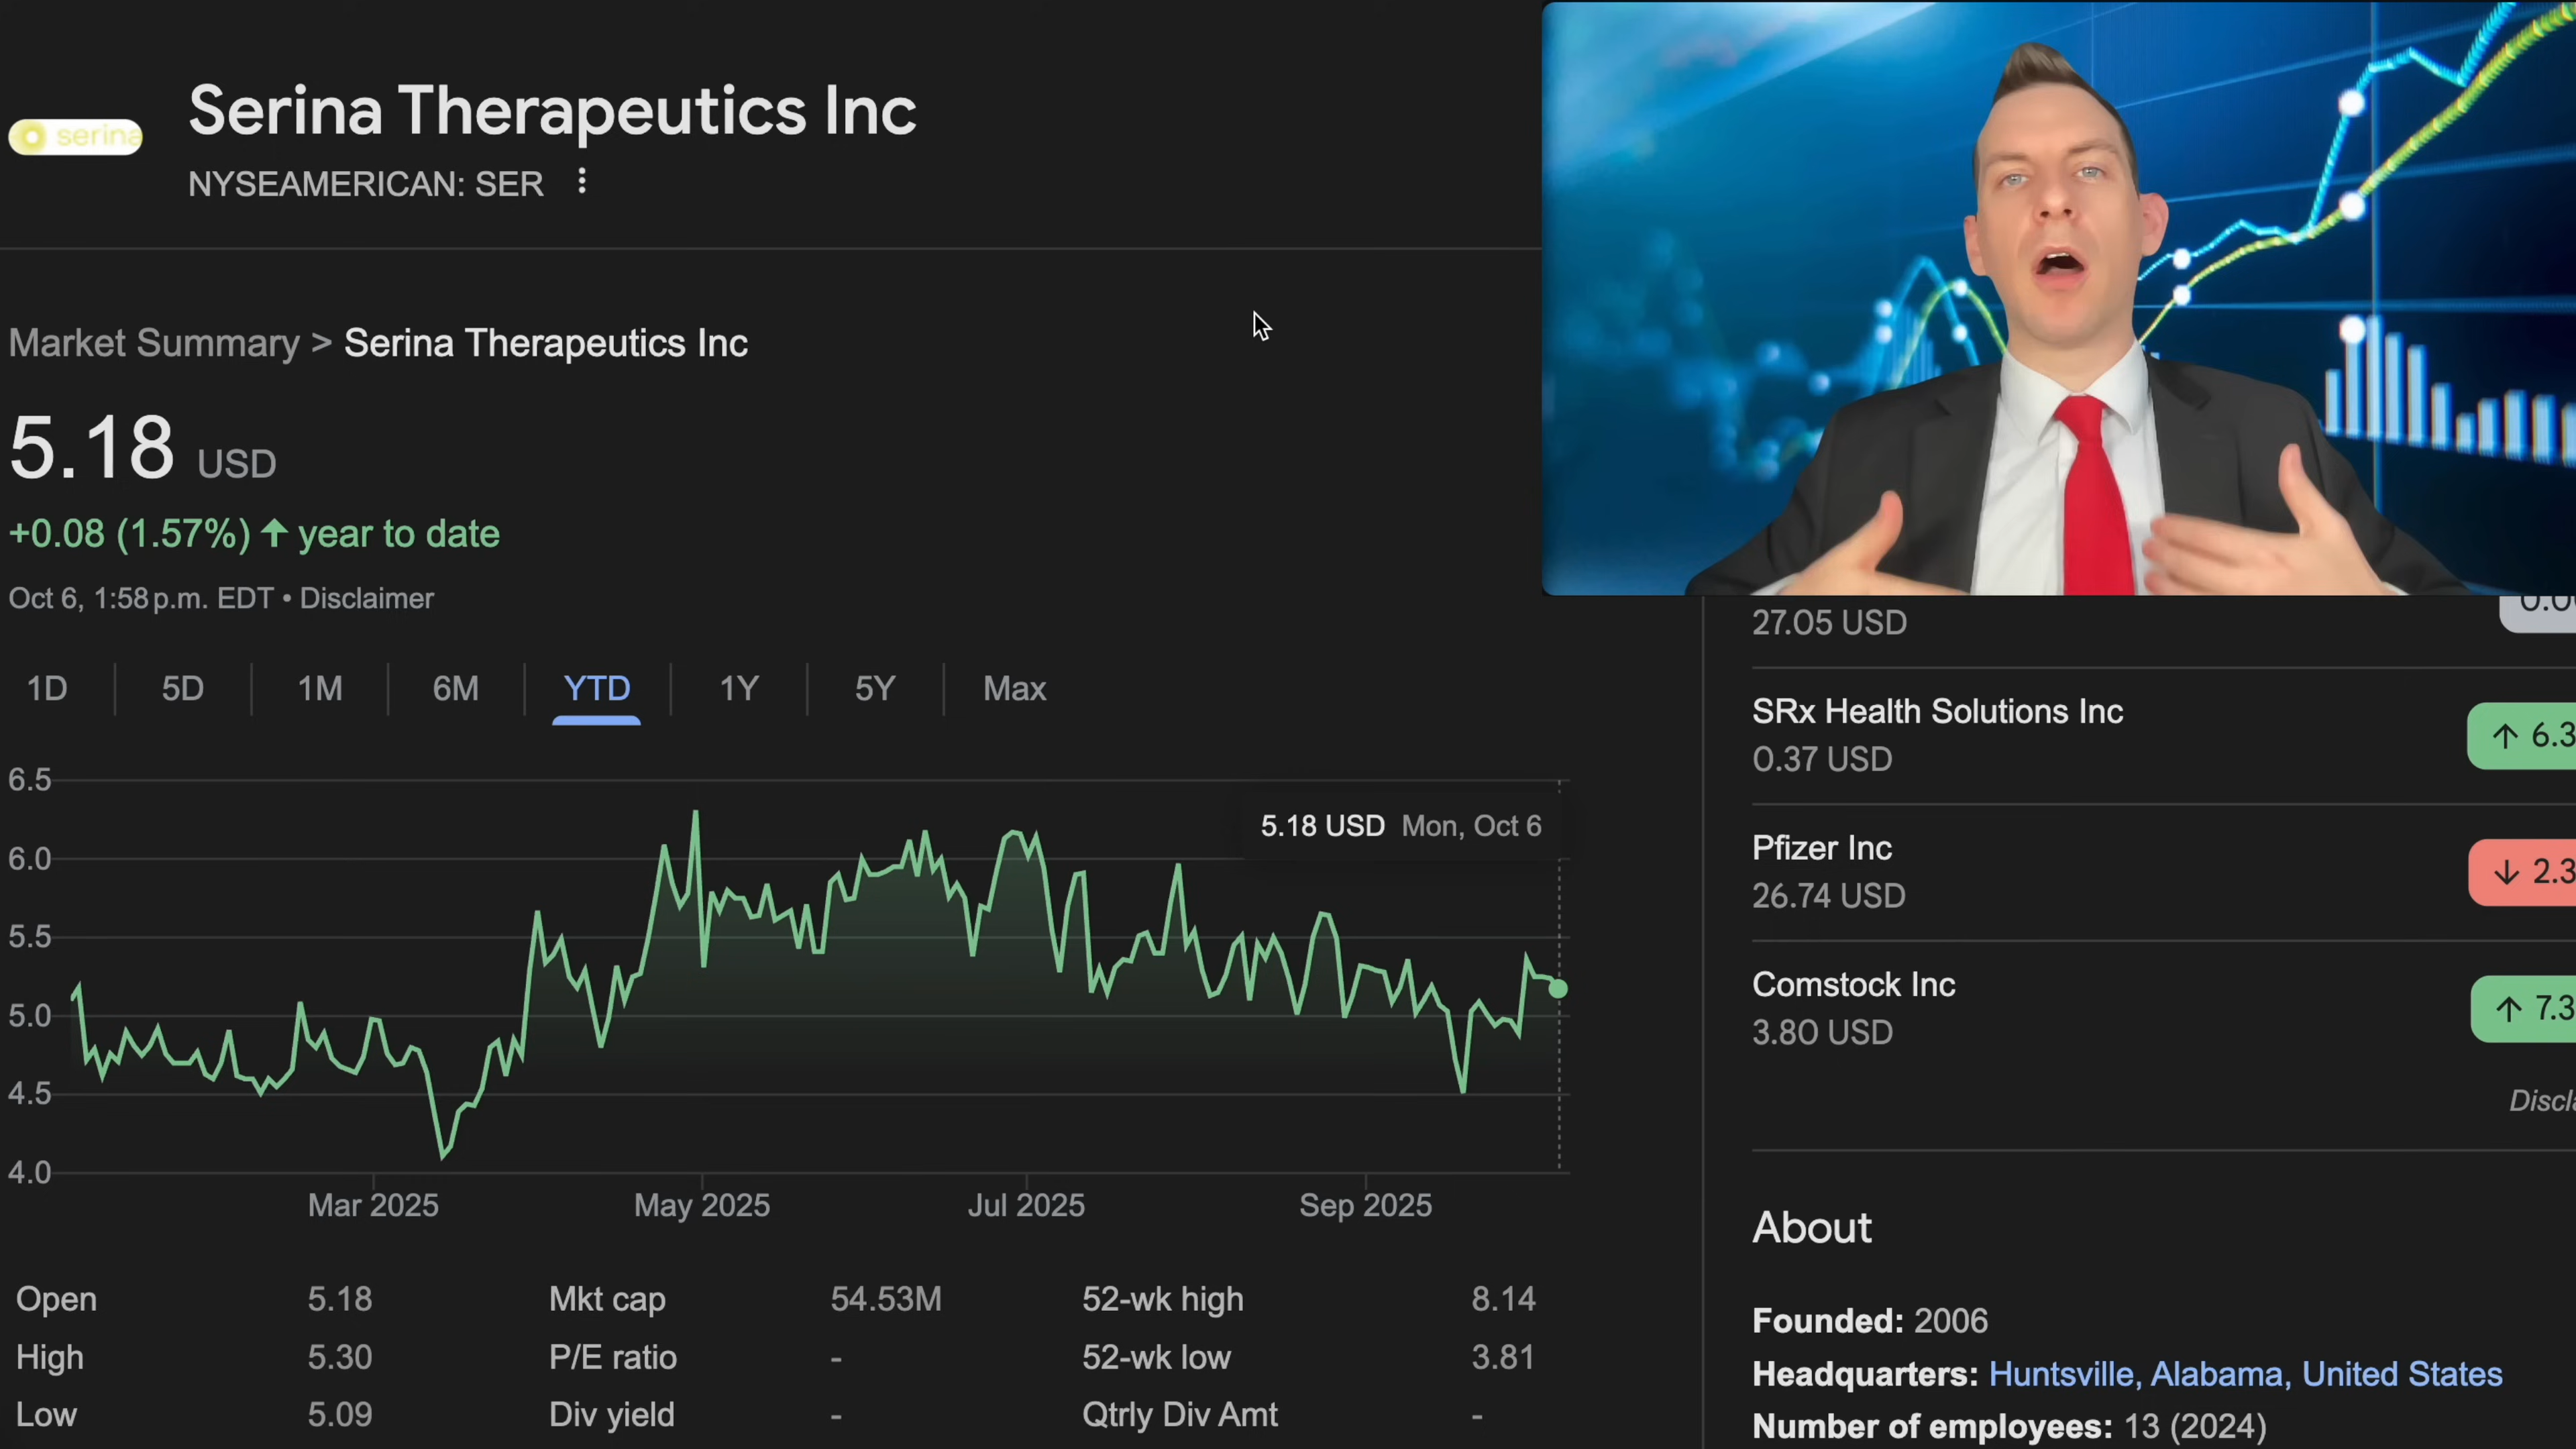 serina
Serina Therapeutics Inc
NYSEAMERICAN: SER
Market Summary > Serina Therapeutics Inc
5.18 USD
+0.08 (1.57%) ↑ year to date
Oct 6, 1:58 p.m. EDT • Disclaimer
1D 5D 1M 6M YTD 1Y 5Y Max
6.5
6.0
5.5
5.0
4.5
4.0
5.18 USD Mon, Oct 6
Mar 2025 May 2025 Jul 2025 Sep 2025
Open 5.18 Mkt cap 54.53M 52-wk high 8.14
High 5.30 P/E ratio - 52-wk low 3.81
Low 5.09 Div yield - Qtrly Div Amt -
27.05 USD
SRx Health Solutions Inc
0.37 USD
↑ 6.3
Pfizer Inc
26.74 USD
↓ 2.3
Comstock Inc
3.80 USD
↑ 7.3
About
Founded: 2006
Headquarters: Huntsville, Alabama, United States
Number of employees: 13 (2024)